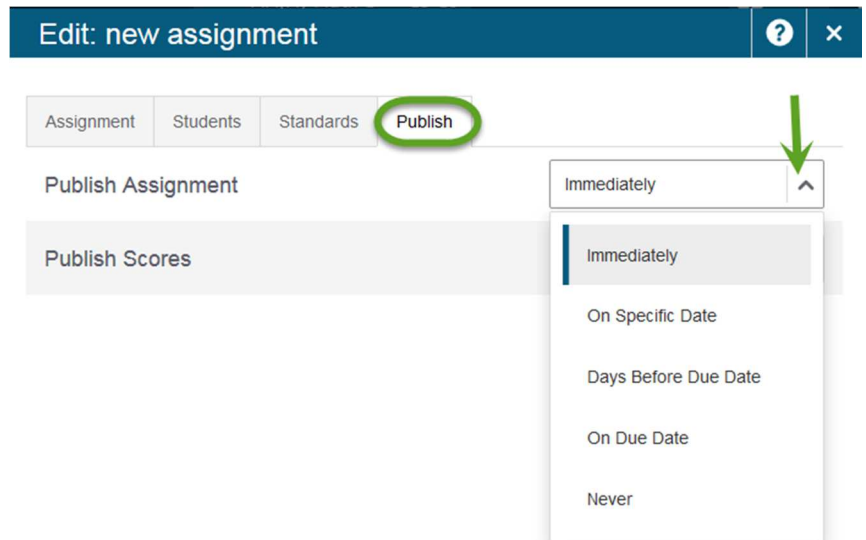 Edit: new assignment
?
×
Assignment Students Standards Publish
Publish Assignment Immediately
Immediately
Publish Scores
On Specific Date
Days Before Due Date
On Due Date
Never